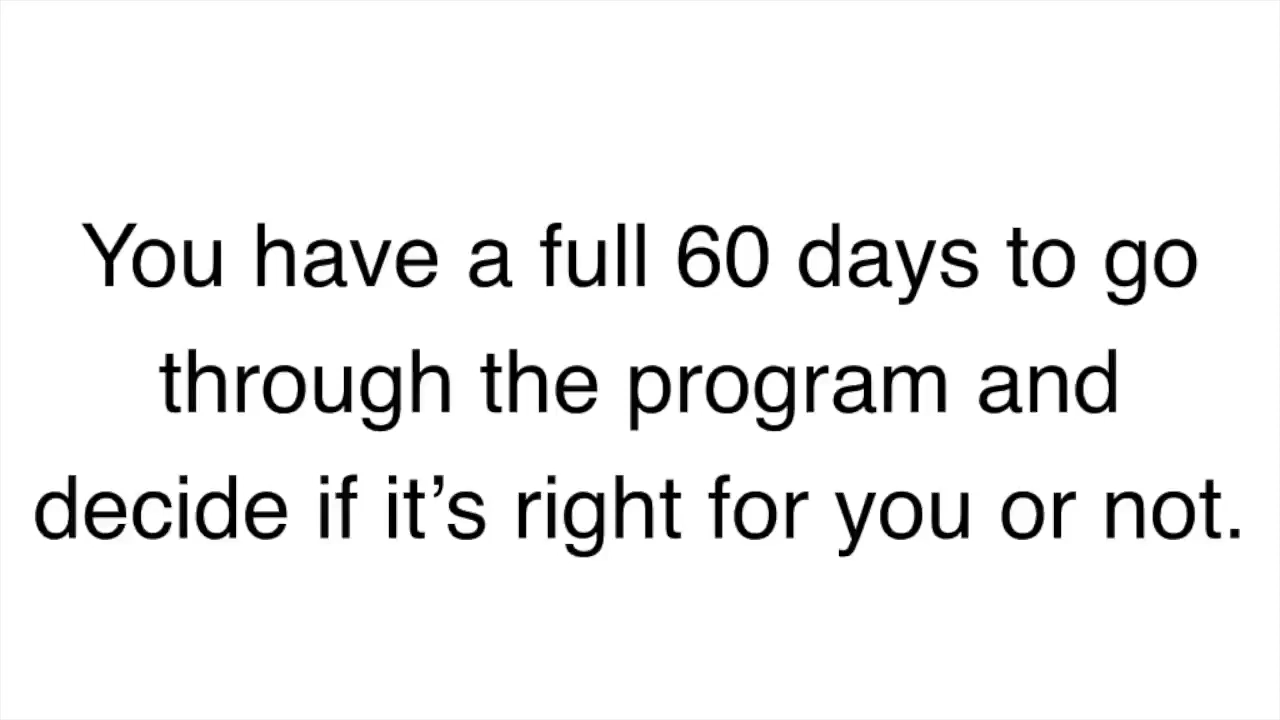 You have a full 60 days to go
through the program and
decide if it’s right for you or not.